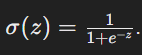 σ(z) = 1/(1+e^{-z}).